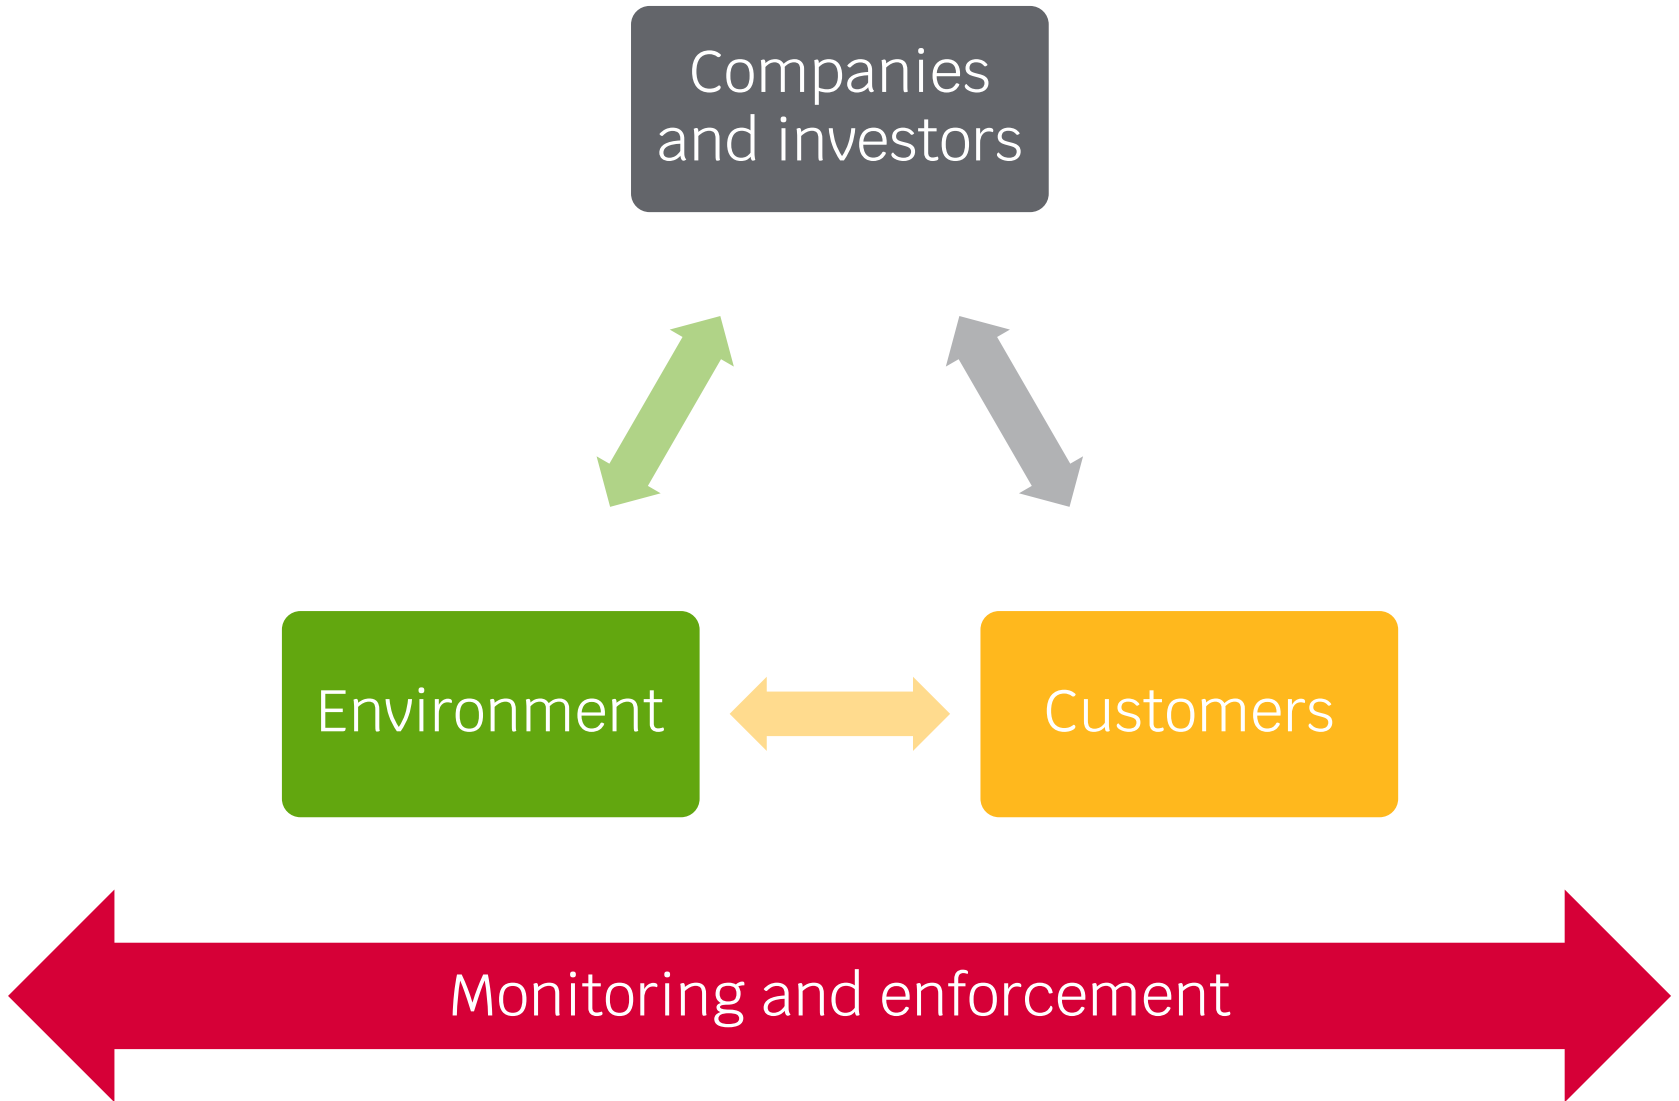 Companies
and investors
Environment
Customers
Monitoring and enforcement